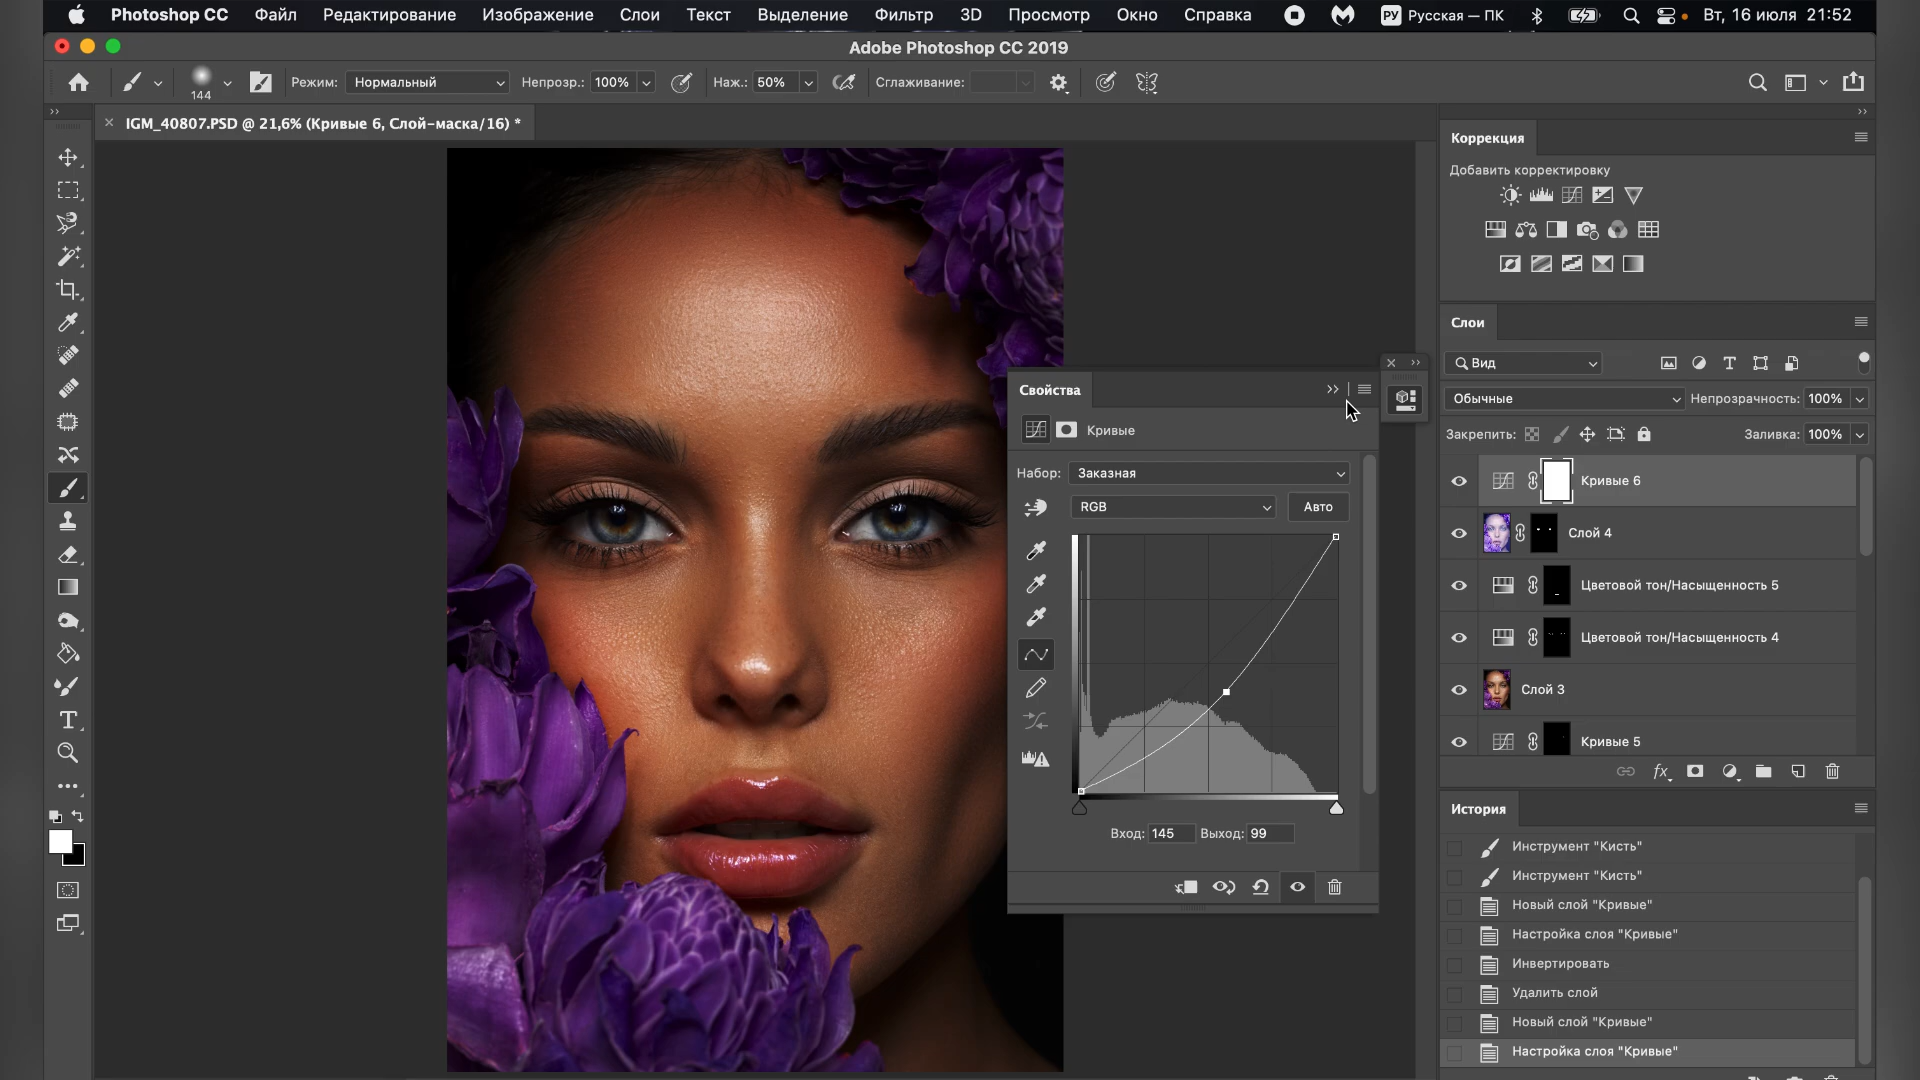 Photoshop CC Файл Редактирование Изображение Слои Текст Выделение Фильтр 3D Просмотр Окно Справка РУ Русская — ПК Вт, 16 июля 21:52
Adobe Photoshop CC 2019
144 Режим: Нормальный Непрозр.: 100% Наж.: 50% Сглаживание:
IGM_40807.PSD @ 21,6% (Кривые 6, Слой-маска/16) *
Коррекция
Добавить корректировку
Слои
Вид
Обычные Непрозрачность: 100%
Закрепить: Заливка: 100%
Кривые 6
Слой 4
Цветовой тон/Насыщенность 5
Цветовой тон/Насыщенность 4
Слой 3
Кривые 5
fx
Свойства
Кривые
Набор: Заказная
RGB Авто
Вход: 145 Выход: 99
История
Инструмент "Кисть"
Инструмент "Кисть"
Новый слой "Кривые"
Настройка слоя "Кривые"
Инвертировать
Удалить слой
Новый слой "Кривые"
Настройка слоя "Кривые"